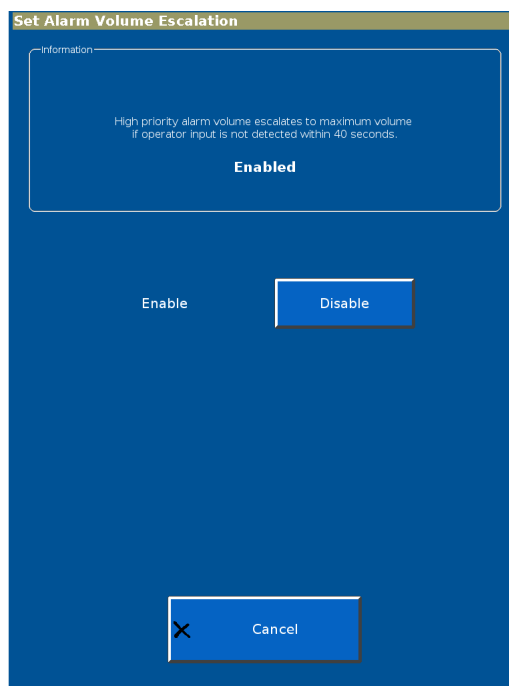 Set Alarm Volume Escalation
Information
High priority alarm volume escalates to maximum volume
if operator input is not detected within 40 seconds.
Enabled
Enable
Disable
Cancel